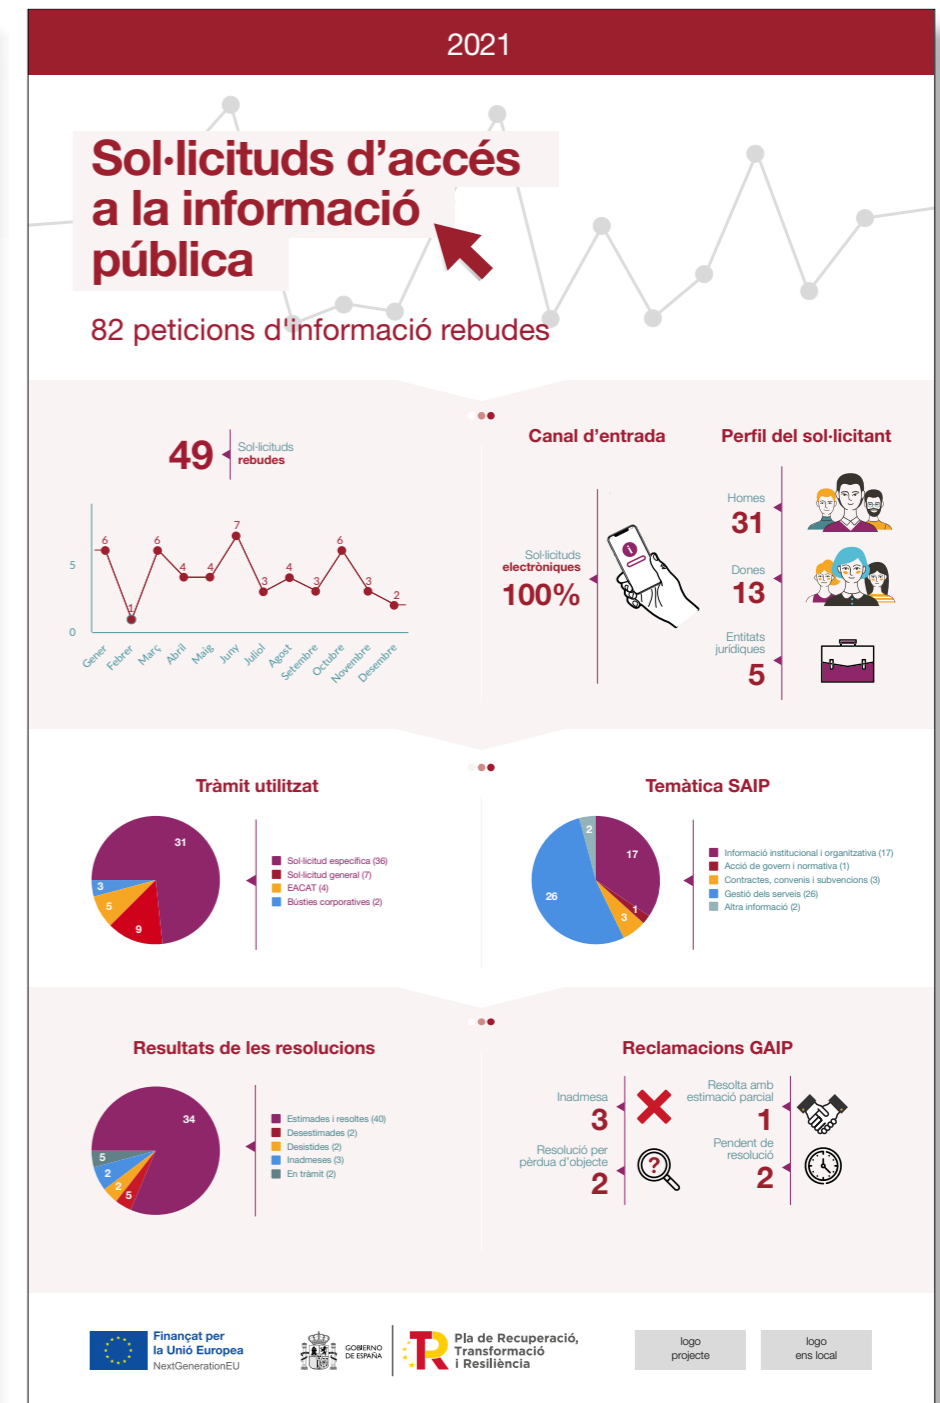 2021
Sol·licituds d'accés
a la informació
pública
82 peticions d'informació rebudes
49
Sol·licituds
rebudes
5
0
6
1
6
4
4
7
3
4
3
6
3
2
Gener
Febrer
Març
Abril
Maig
Juny
Juliol
Agost
Setembre
Octubre
Novembre
Desembre
Canal d'entrada
Sol·licituds
electròniques
100%
i
Perfil del sol·licitant
Homes
31
Dones
13
Entitats
jurídiques
5
Tràmit utilitzat
31
3
5
9
Sol·licitud específica (36)
Sol·licitud general (7)
EACAT (4)
Bústies corporatives (2)
Temàtica SAIP
2
17
26
1
3
Informació institucional i organitzativa (17)
Acció de govern i normativa (1)
Contractes, convenis i subvencions (3)
Gestió dels serveis (26)
Altra informació (2)
Resultats de les resolucions
34
5
2
2
5
Estimades i resoltes (40)
Desestimades (2)
Desistides (2)
Inadmeses (3)
En tràmit (2)
Reclamacions GAIP
Inadmesa
3
Resolta amb
estimació parcial
1
Resolució per
pèrdua d'objecte
2
?
Pendent de
resolució
2
Finançat per
la Unió Europea
NextGenerationEU
GOBIERNO
DE ESPAÑA
TR
Pla de Recuperació,
Transformació
i Resiliència
logo
projecte
logo
ens local